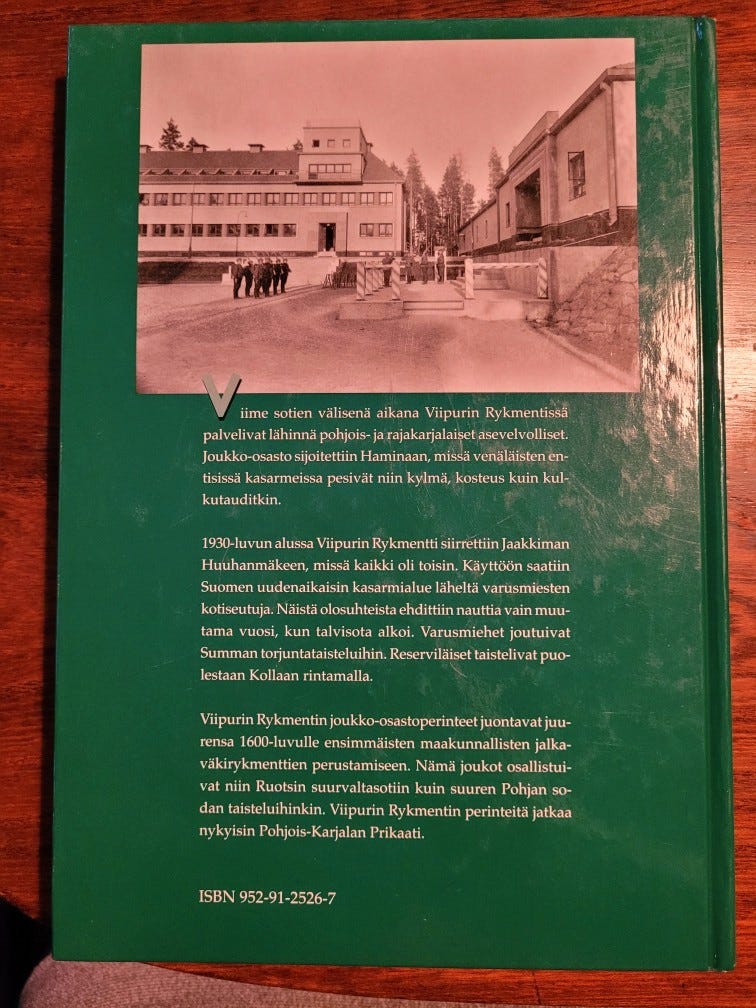 Viime sotien välisenä aikana Viipurin Rykmentissä
palvelivat lähinnä pohjois- ja rajakarjalaiset asevelvolliset.
Joukko-osasto sijoitettiin Haminaan, missä venäläisten en-
tisissä kasarmeissa pesivät niin kylmä, kosteus kuin kul-
kutauditkin.
1930-luvun alussa Viipurin Rykmentti siirrettiin Jaakkiman
Huuhanmäkeen, missä kaikki oli toisin. Käyttöön saatiin
Suomen uudenaikaisin kasarmialue läheltä varusmiesten
kotiseutuja. Näistä olosuhteista ehdittiin nauttia vain muu-
tama vuosi, kun talvisota alkoi. Varusmiehet joutuivat
Summan torjuntataisteluihin. Reserviläiset taistelivat puo-
lestaan Kollaan rintamalla.
Viipurin Rykmentin joukko-osastoperinteet juontavat juu-
rensa 1600-luvulle ensimmäisten maakunnallisten jalka-
väkirykmenttien perustamiseen. Nämä joukot osallistui-
vat niin Ruotsin suurvaltasotiin kuin suuren Pohjan so-
dan taisteluihinkin. Viipurin Rykmentin perinteitä jatkaa
nykyisin Pohjois-Karjalan Prikaati.
ISBN 952-91-2526-7